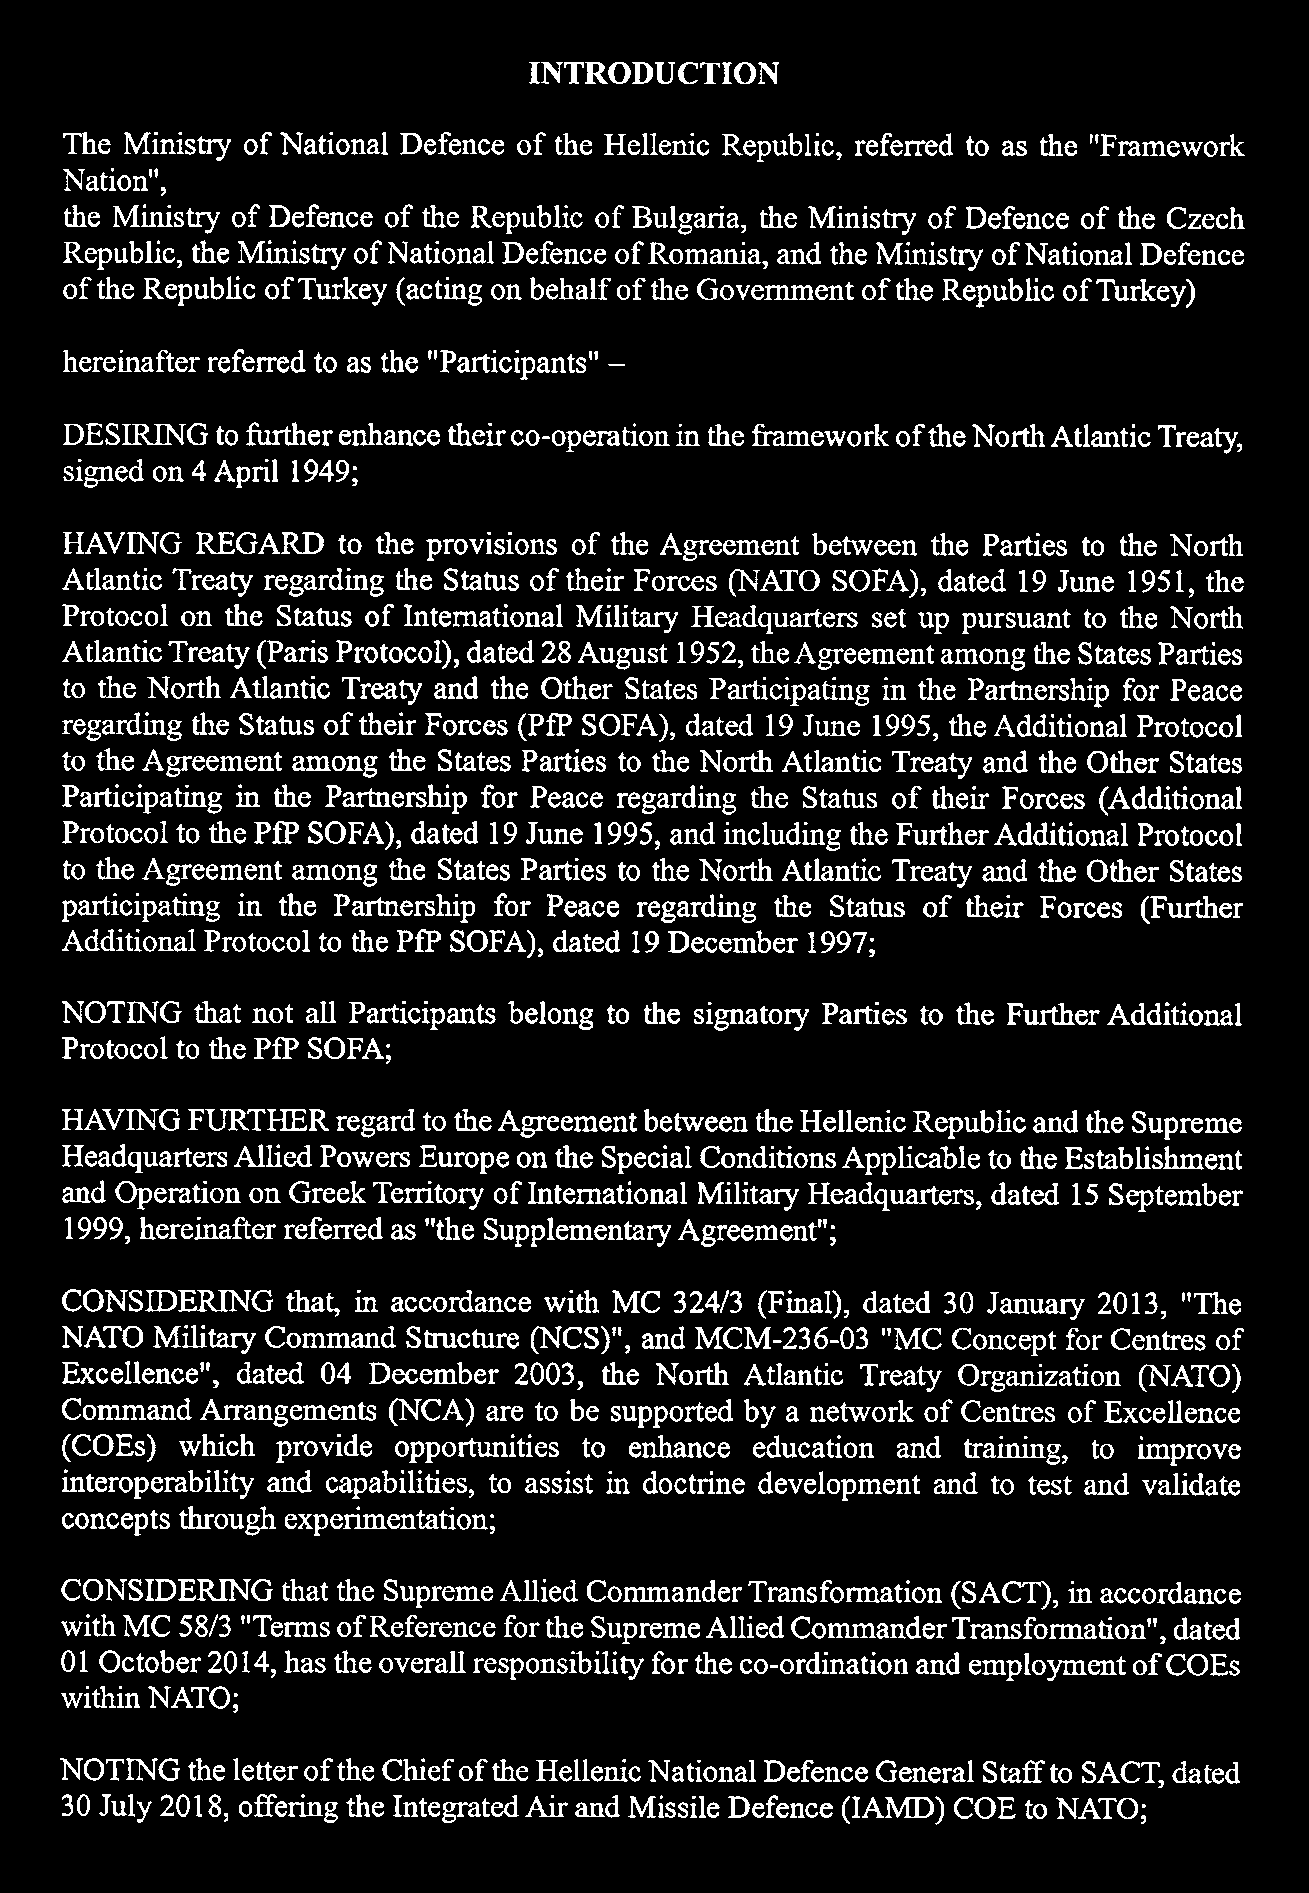 INTRODUCTION
The Ministry of National Defence of the Hellenic Republic, referred to as the "Framework
Nation",
the Ministry of Defence of the Republic of Bulgaria, the Ministry of Defence of the Czech
Republic, the Ministry of National Defence of Romania, and the Ministry of National Defence
of the Republic of Turkey (acting on behalf of the Government of the Republic of Turkey)
hereinafter referred to as the "Participants" –
DESIRING to further enhance their co-operation in the framework of the North Atlantic Treaty,
signed on 4 April 1949;
HAVING REGARD to the provisions of the Agreement between the Parties to the North
Atlantic Treaty regarding the Status of their Forces (NATO SOFA), dated 19 June 1951, the
Protocol on the Status of International Military Headquarters set up pursuant to the North
Atlantic Treaty (Paris Protocol), dated 28 August 1952, the Agreement among the States Parties
to the North Atlantic Treaty and the Other States Participating in the Partnership for Peace
regarding the Status of their Forces (PfP SOFA), dated 19 June 1995, the Additional Protocol
to the Agreement among the States Parties to the North Atlantic Treaty and the Other States
Participating in the Partnership for Peace regarding the Status of their Forces (Additional
Protocol to the PfP SOFA), dated 19 June 1995, and including the Further Additional Protocol
to the Agreement among the States Parties to the North Atlantic Treaty and the Other States
participating in the Partnership for Peace regarding the Status of their Forces (Further
Additional Protocol to the PfP SOFA), dated 19 December 1997;
NOTING that not all Participants belong to the signatory Parties to the Further Additional
Protocol to the PfP SOFA;
HAVING FURTHER regard to the Agreement between the Hellenic Republic and the Supreme
Headquarters Allied Powers Europe on the Special Conditions Applicable to the Establishment
and Operation on Greek Territory of International Military Headquarters, dated 15 September
1999, hereinafter referred as "the Supplementary Agreement";
CONSIDERING that, in accordance with MC 324/3 (Final), dated 30 January 2013, "The
NATO Military Command Structure (NCS)", and MCM-236-03 "MC Concept for Centres of
Excellence", dated 04 December 2003, the North Atlantic Treaty Organization (NATO)
Command Arrangements (NCA) are to be supported by a network of Centres of Excellence
(COEs) which provide opportunities to enhance education and training, to improve
interoperability and capabilities, to assist in doctrine development and to test and validate
concepts through experimentation;
CONSIDERING that the Supreme Allied Commander Transformation (SACT), in accordance
with MC 58/3 "Terms of Reference for the Supreme Allied Commander Transformation", dated
01 October 2014, has the overall responsibility for the co-ordination and employment of COEs
within NATO;
NOTING the letter of the Chief of the Hellenic National Defence General Staff to SACT, dated
30 July 2018, offering the Integrated Air and Missile Defence (IAMD) COE to NATO;